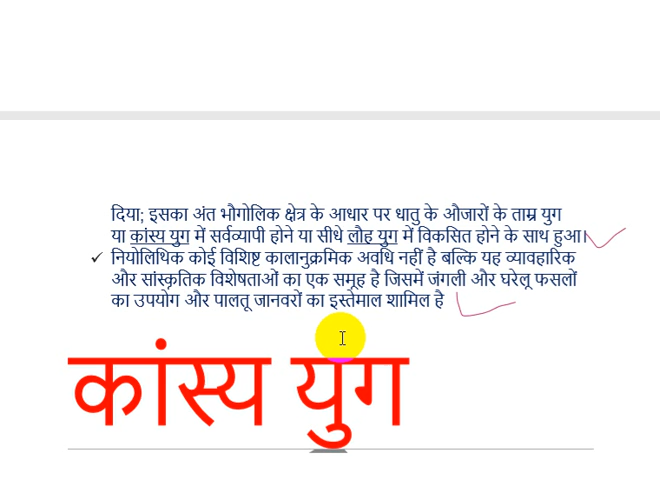 दिया; इसका अंत भौगोलिक क्षेत्र के आधार पर धातु के औजारों के ताम्र युग
या कांस्य युग में सर्वव्यापी होने या सीधे लौह युग में विकसित होने के साथ हुआ।
✓ नियोलिथिक कोई विशिष्ट कालानुक्रमिक अवधि नहीं है बल्कि यह व्यावहारिक
और सांस्कृतिक विशेषताओं का एक समूह है जिसमें जंगली और घरेलू फसलों
का उपयोग और पालतू जानवरों का इस्तेमाल शामिल है
कांस्य युग